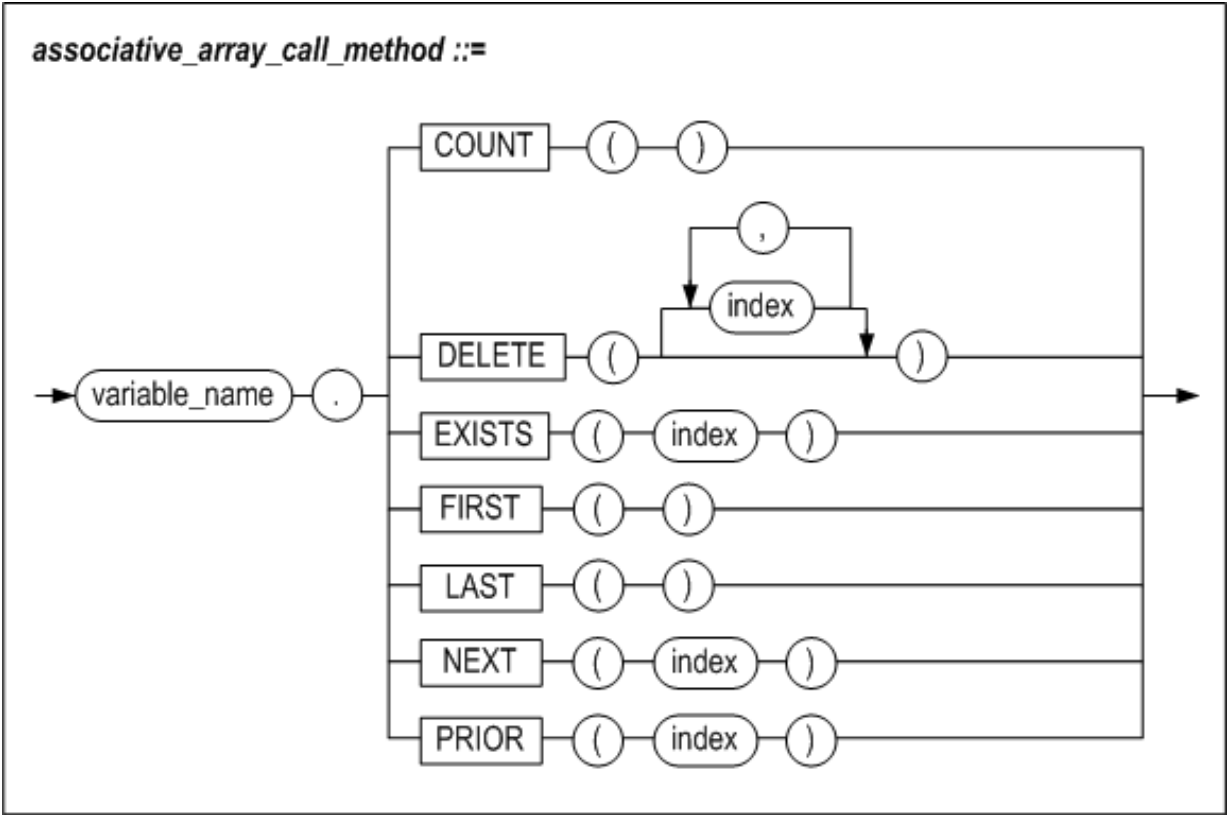 associative_array_call_method ::=
COUNT ( )
,
index
DELETE ( )
variable_name .
EXISTS ( index )
FIRST ( )
LAST ( )
NEXT ( index )
PRIOR ( index )